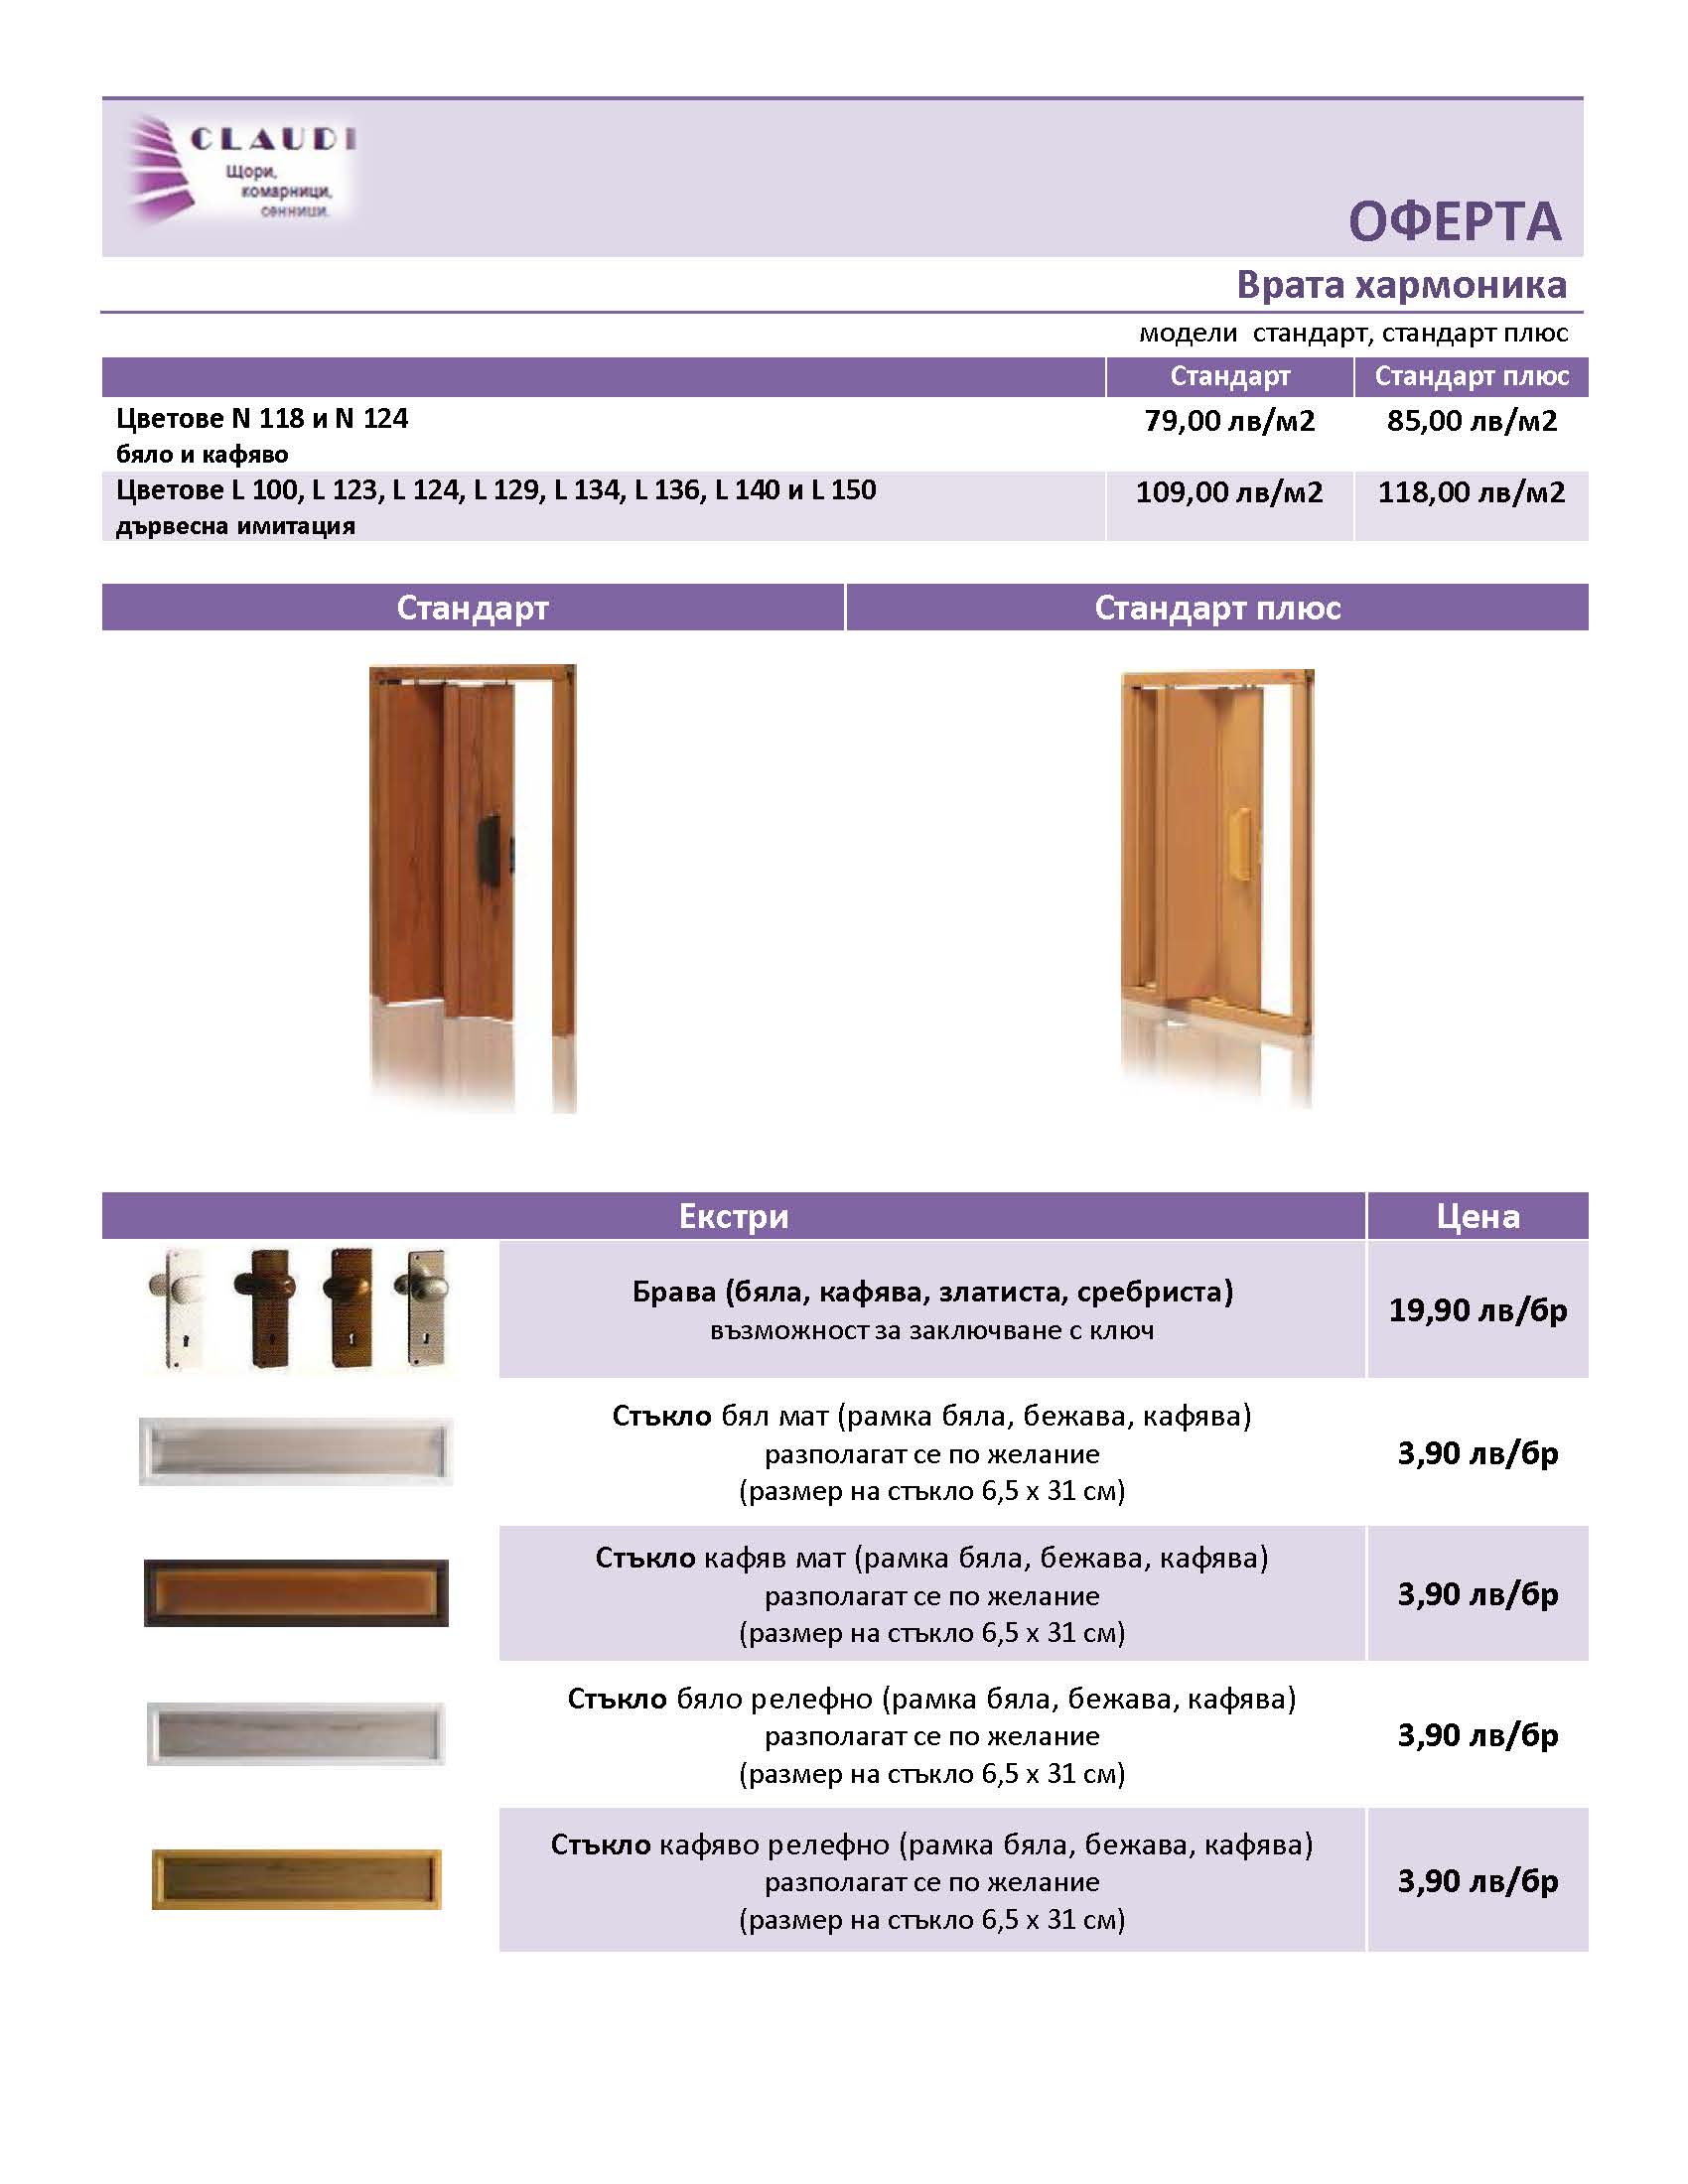 CLAUDI
Щори,
комарници,
сенници.
ОФЕРТА
Врата хармоника
модели стандарт, стандарт плюс
Стандарт Стандарт плюс
Цветове N 118 и N 124 79,00 лв/м2 85,00 лв/м2
бяло и кафяво
Цветове L 100, L 123, L 124, L 129, L 134, L 136, L 140 и L 150 109,00 лв/м2 118,00 лв/м2
дървесна имитация
Стандарт Стандарт плюс
Екстри Цена
Брава (бяла, кафява, златиста, сребриста)
възможност за заключване с ключ
19,90 лв/бр
Стъкло бял мат (рамка бяла, бежава, кафява)
разполагат се по желание
(размер на стъкло 6,5 х 31 см)
3,90 лв/бр
Стъкло кафяв мат (рамка бяла, бежава, кафява)
разполагат се по желание
(размер на стъкло 6,5 х 31 см)
3,90 лв/бр
Стъкло бяло релефно (рамка бяла, бежава, кафява)
разполагат се по желание
(размер на стъкло 6,5 х 31 см)
3,90 лв/бр
Стъкло кафяво релефно (рамка бяла, бежава, кафява)
разполагат се по желание
(размер на стъкло 6,5 х 31 см)
3,90 лв/бр